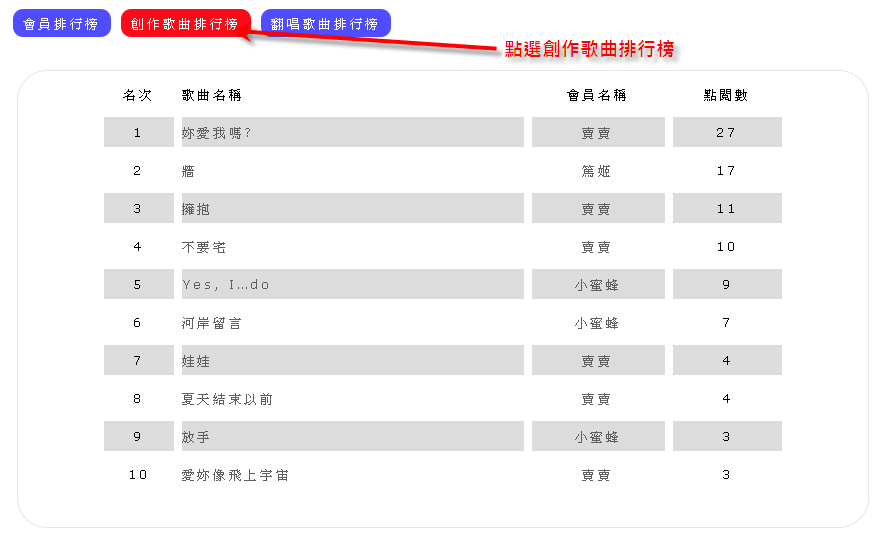 會員排行榜 創作歌曲排行榜 翻唱歌曲排行榜
點選創作歌曲排行榜
名次 歌曲名稱 會員名稱 點閱數
1 妳愛我嗎? 賣賣 27
2 牆 篤姬 17
3 擁抱 賣賣 11
4 不要宅 賣賣 10
5 Yes, I…do 小蜜蜂 9
6 河岸留言 小蜜蜂 7
7 娃娃 賣賣 4
8 夏天結束以前 賣賣 4
9 放手 小蜜蜂 3
10 愛妳像飛上宇宙 賣賣 3